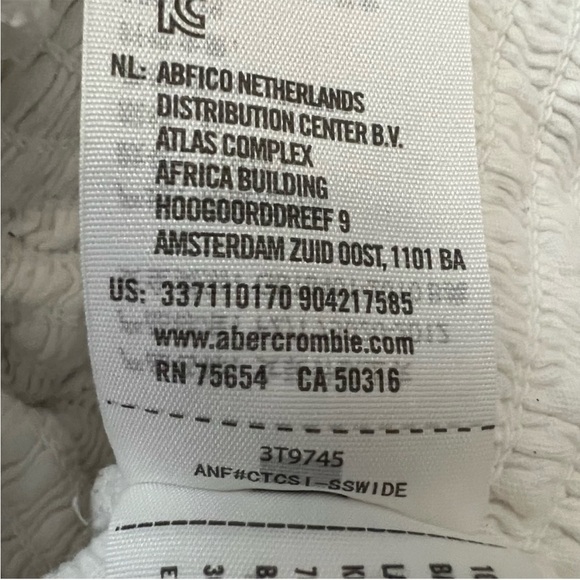 NL: ABFICO NETHERLANDS
DISTRIBUTION CENTER B.V.
ATLAS COMPLEX
AFRICA BUILDING
HOOGOORDDREEF 9
AMSTERDAM ZUID OOST, 1101 BA
US: 337110170 904217585
www.abercrombie.com
RN 75654 CA 50316
3T9745
ANF#CTCSI-SSWIDE